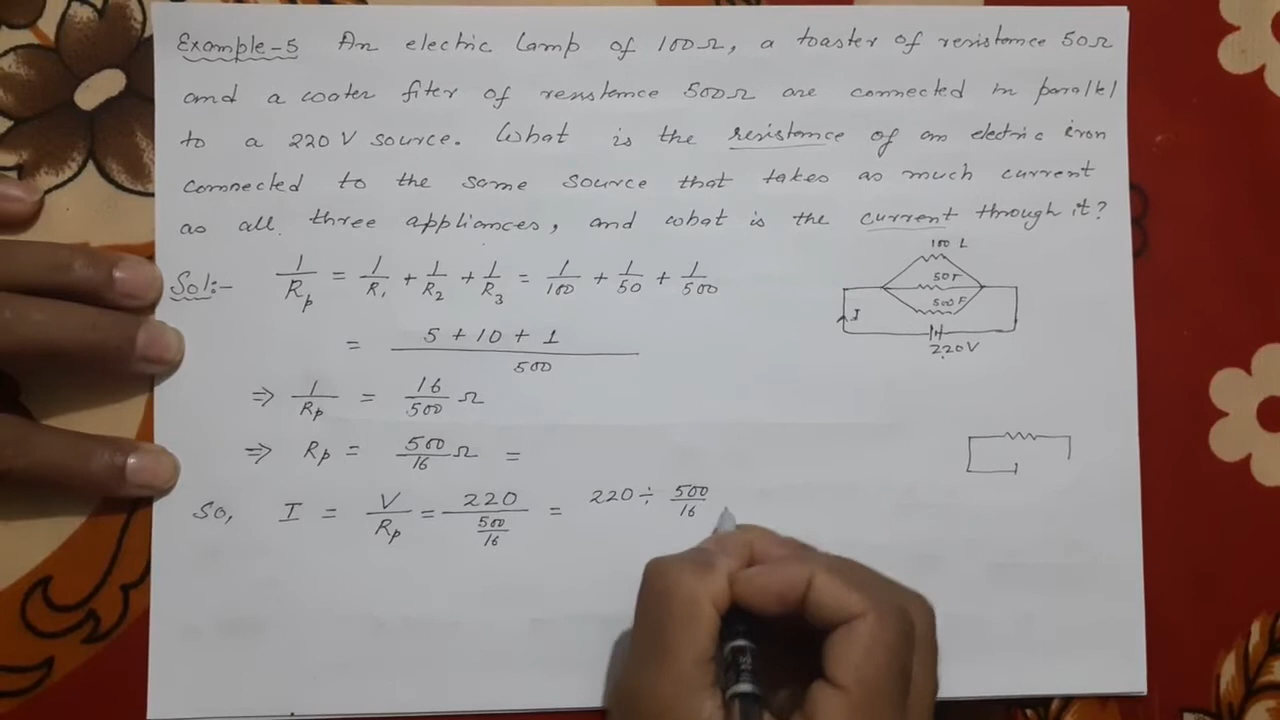 Example-5 An electric lamp of 100Ω, a toaster of resistance 50Ω
and a water filter of resistance 500Ω are connected in parallel
to a 220 V source. What is the resistance of an electric iron
connected to the same source that takes as much current
as all three appliances, and what is the current through it?
Sol:- 1/Rp = 1/R1 + 1/R2 + 1/R3 = 1/100 + 1/50 + 1/500
= 5 + 10 + 1 / 500
⇒ 1/Rp = 16/500 Ω
⇒ Rp = 500/16 Ω =
So, I = V/Rp = 220/(500/16) = 220 ÷ 500/16
100 L
50 T
500 F
I
220V